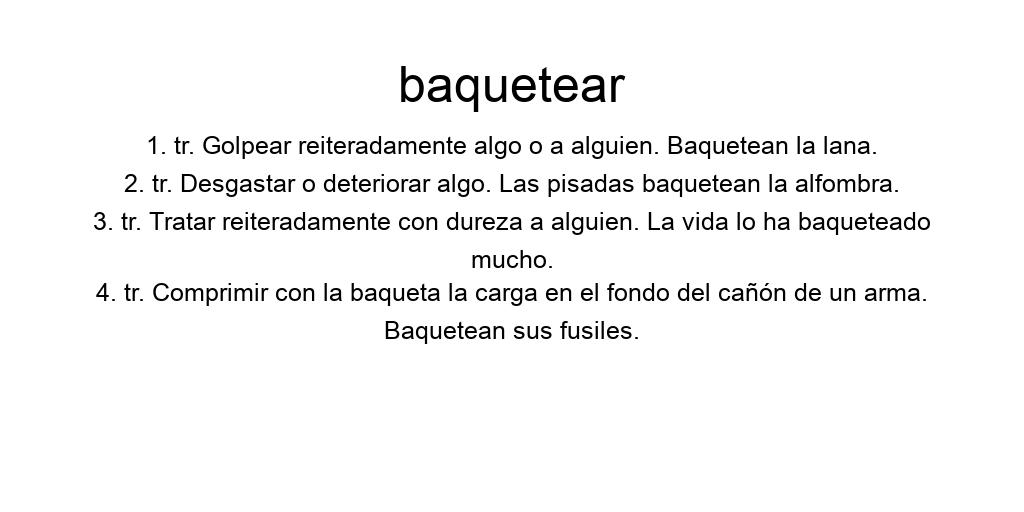 baquetear
1. tr. Golpear reiteradamente algo o a alguien. Baquetean la lana.
2. tr. Desgastar o deteriorar algo. Las pisadas baquetean la alfombra.
3. tr. Tratar reiteradamente con dureza a alguien. La vida lo ha baqueteado
mucho.
4. tr. Comprimir con la baqueta la carga en el fondo del cañón de un arma.
Baquetean sus fusiles.